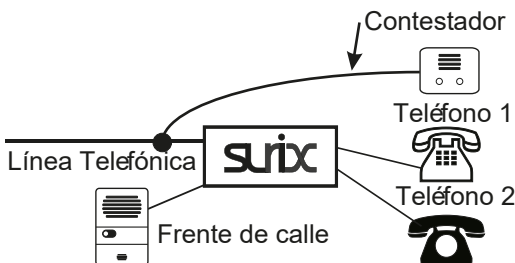 Contestador
Teléfono 1
Línea Telefónica
surix
Teléfono 2
Frente de calle